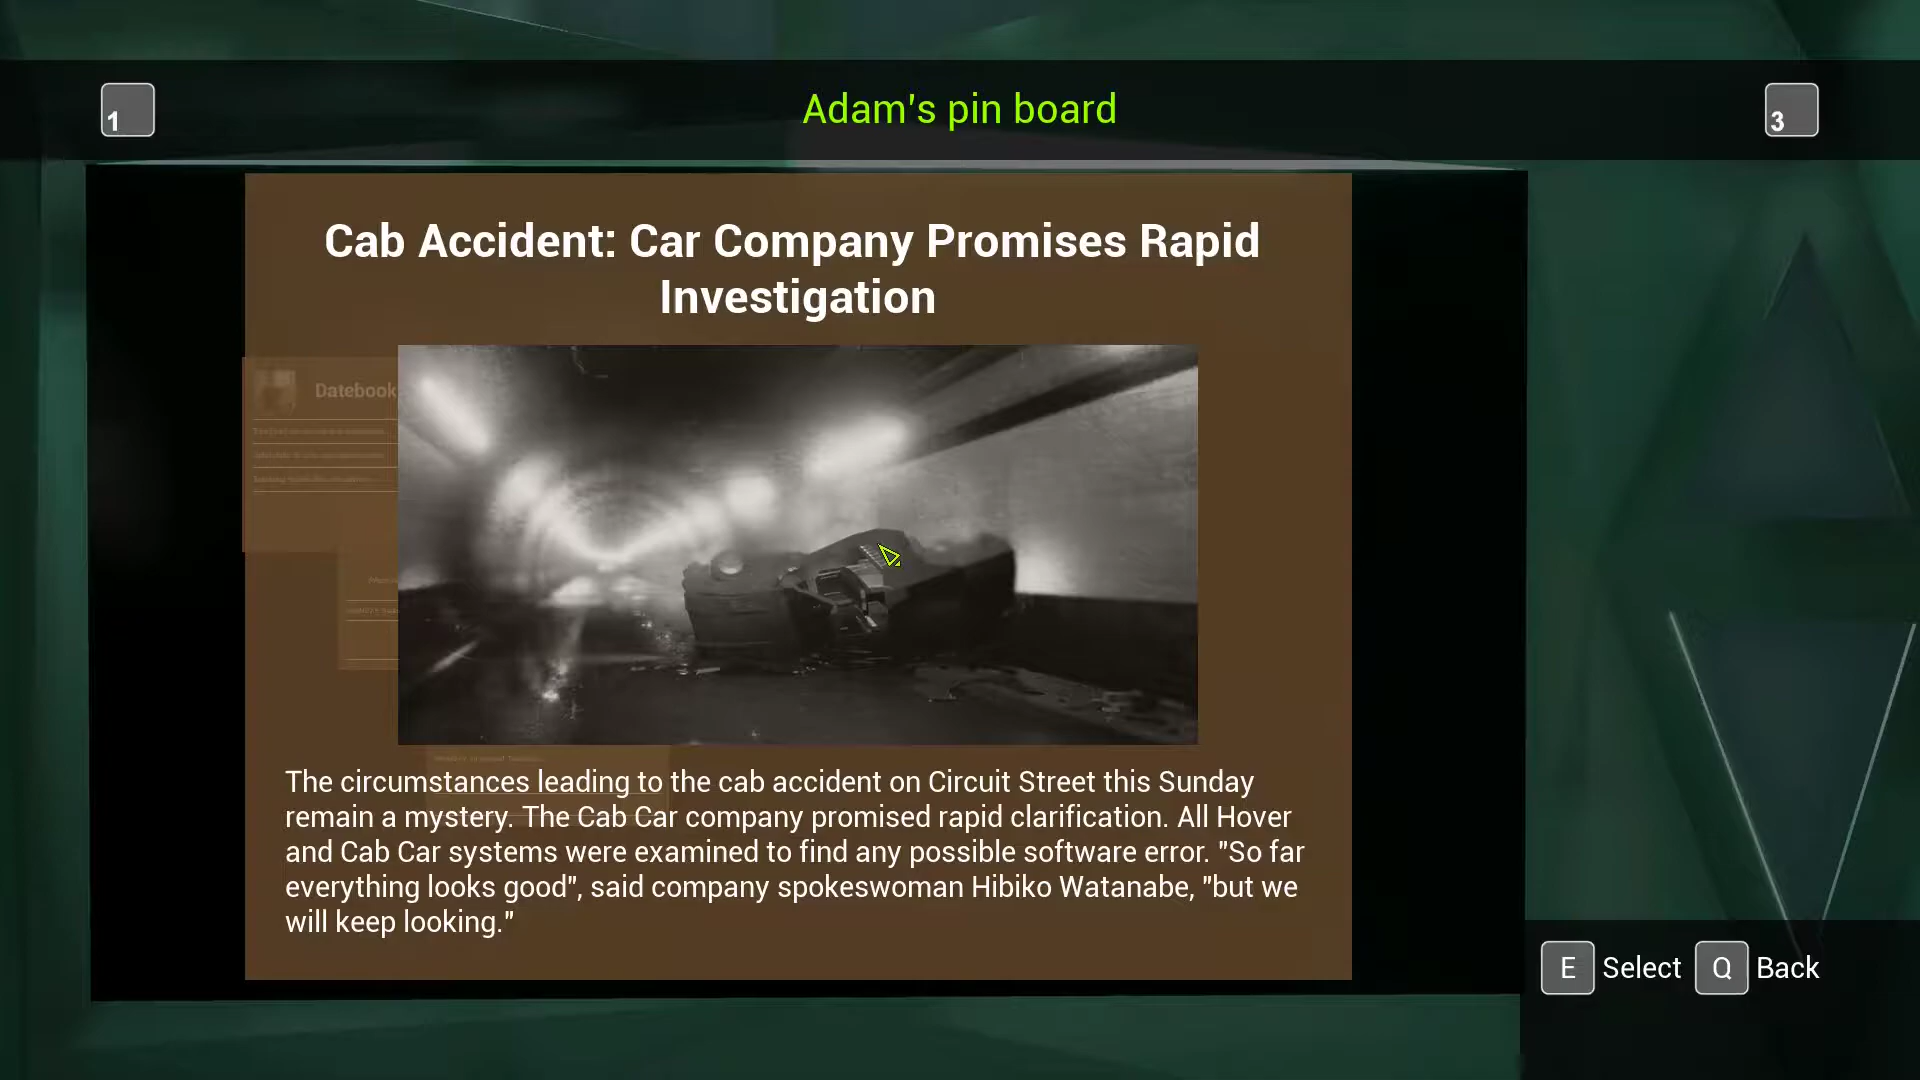 1
Adam's pin board
3
Cab Accident: Car Company Promises Rapid
Investigation
Datebook
The circumstances leading to the cab accident on Circuit Street this Sunday
remain a mystery. The Cab Car company promised rapid clarification. All Hover
and Cab Car systems were examined to find any possible software error. "So far
everything looks good", said company spokeswoman Hibiko Watanabe, "but we
will keep looking."
E Select Q Back